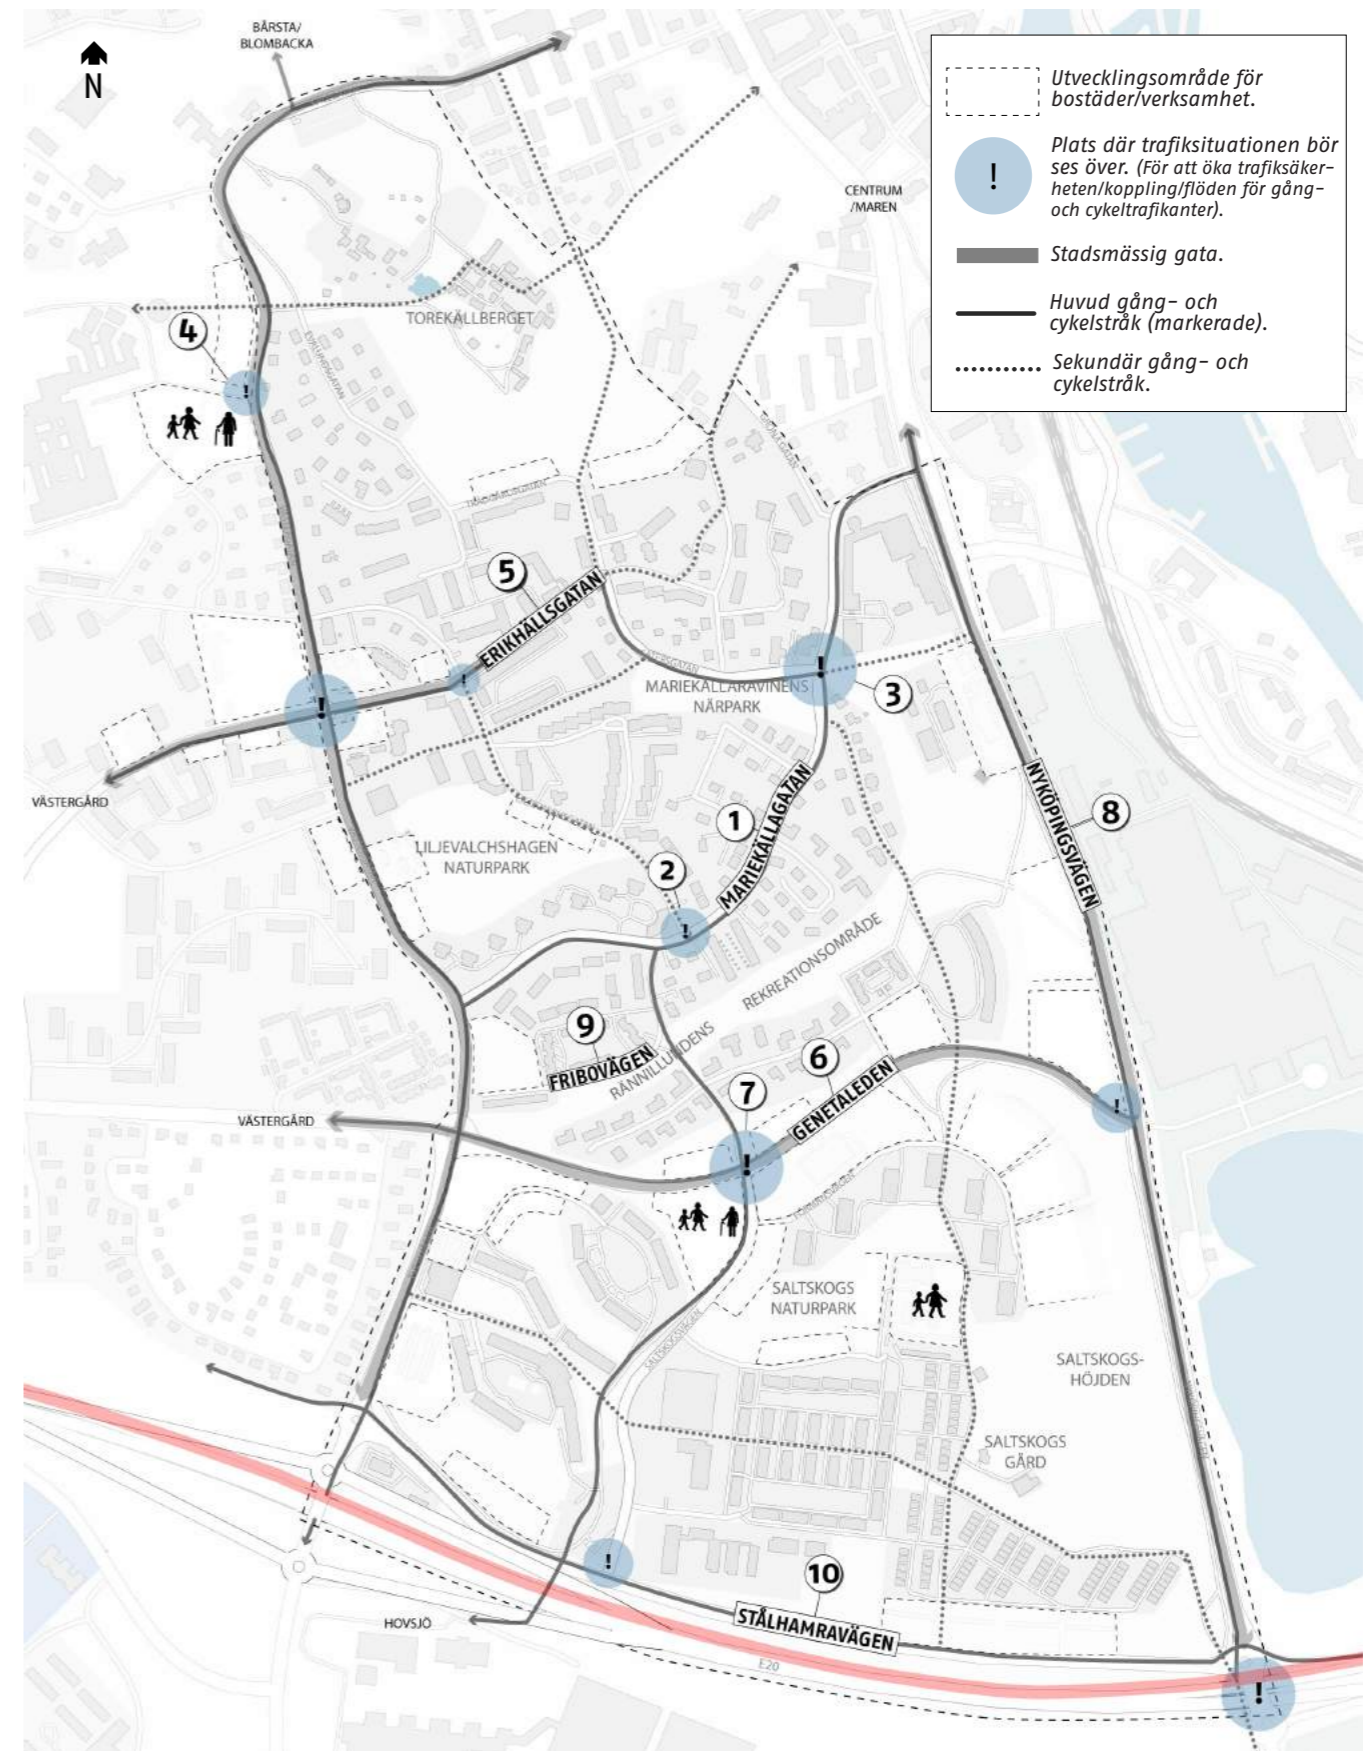 BÅRSTA/
BLOMBACKA
N
Utvecklingsområde för
bostäder/verksamhet.
!
Plats där trafiksituationen bör
ses över. (För att öka trafiksäker-
heten/koppling/flöden för gång-
och cykeltrafikanter).
Stadsmässig gata.
Huvud gång- och
cykelstråk (markerade).
Sekundär gång- och
cykelstråk.
CENTRUM
/MAREN
TOREKÄLLBERGET
4
!
5
ERIKHÄLLSGATAN
!
!
!
MARIEKÄLLARAVINENS
NÄRPARK
3
VÄSTERGÅRD
LILJEVALCHSHAGEN
NATURPARK
1
MARIEKÄLLAGATAN
NYKÖPINGSVÄGEN
8
2
!
REKREATIONSOMRÅDE
RÄNNILLUNDENS
9
FRIBOVÄGEN
6
GENETALEDEN
7
!
!
VÄSTERGÅRD
SALTSKOGSVÄGEN
SALTSKOGS
NATURPARK
SALTSKOGS-
HÖJDEN
SALTSKOGS
GÅRD
!
10
STÅLHAMRAVÄGEN
HOVSJÖ
E20
!